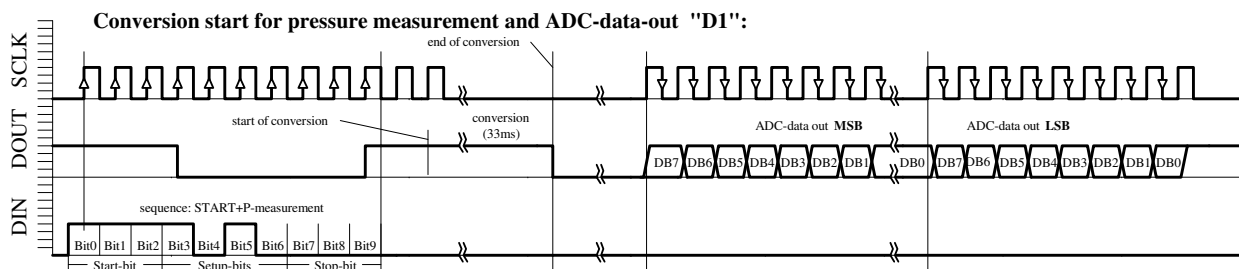 Conversion start for pressure measurement and ADC-data-out "D1":
end of conversion
SCLK
start of conversion
conversion
(33ms)
ADC-data out MSB
ADC-data out LSB
DOUT
DB7 DB6 DB5 DB4 DB3 DB2 DB1 DB0 DB7 DB6 DB5 DB4 DB3 DB2 DB1 DB0
sequence: START+P-measurement
DIN
Bit0 Bit1 Bit2 Bit3 Bit4 Bit5 Bit6 Bit7 Bit8 Bit9
Start-bit Setup-bits Stop-bit